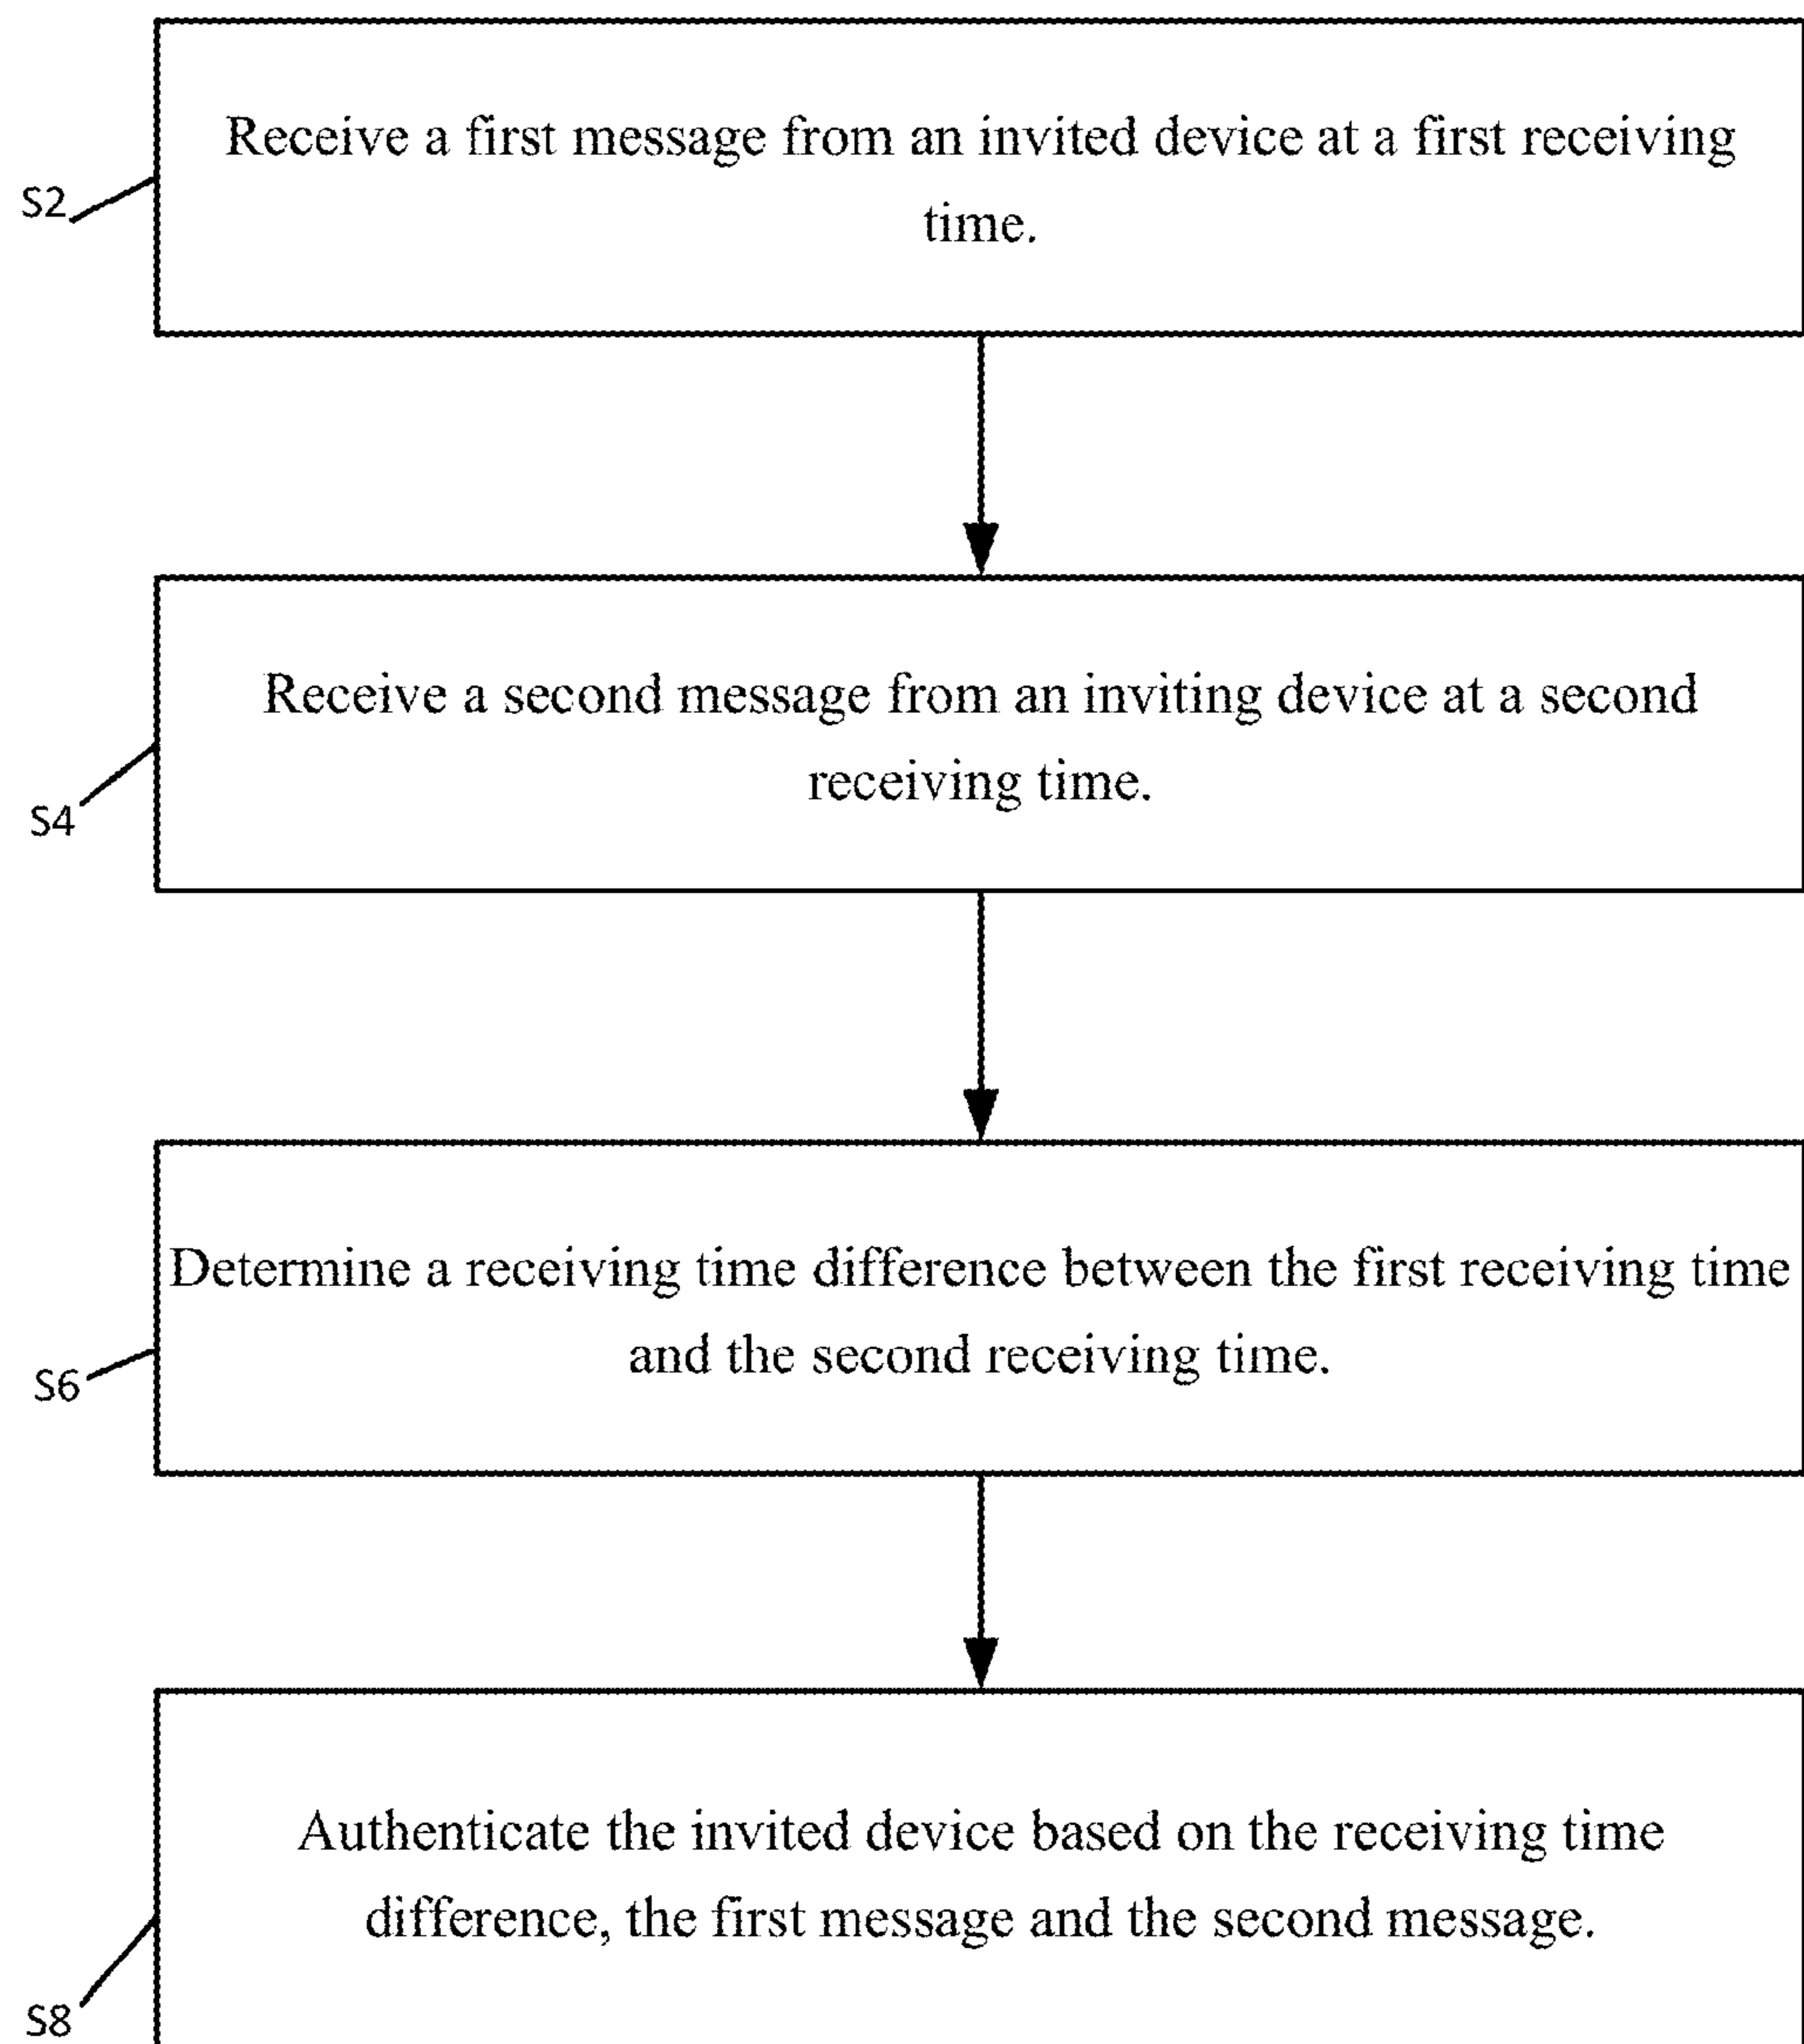 Receive a first message from an invited device at a first receiving
time.
S2
Receive a second message from an inviting device at a second
receiving time.
S4
Determine a receiving time difference between the first receiving time
and the second receiving time.
S6
Authenticate the invited device based on the receiving time
difference, the first message and the second message.
S8